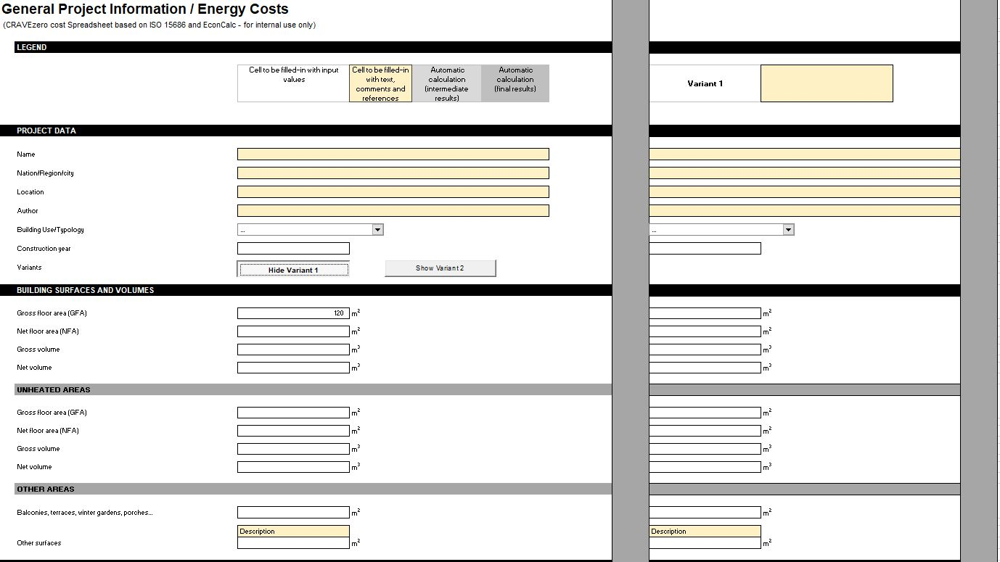 General Project Information / Energy Costs
(CRAVEzero cost Spreadsheet based on ISO 15686 and EconCalc - for internal use only)
LEGEND
Cell to be filled-in with input values
Cell to be filled-in with text, comments and references
Automatic calculation (intermediate results)
Automatic calculation (final results)
Variant 1
PROJECT DATA
Name
Nation/Region/city
Location
Author
Building Use/Typology ... ...
Construction year
Variants Hide Variant 1 Show Variant 2
BUILDING SURFACES AND VOLUMES
Gross floor area (GFA) 120 m² m²
Net floor area (NFA) m² m²
Gross volume m³ m³
Net volume m³ m³
UNHEATED AREAS
Gross floor area (GFA) m² m²
Net floor area (NFA) m² m²
Gross volume m³ m³
Net volume m³ m³
OTHER AREAS
Balconies, terraces, winter gardens, porches... m² m²
Description Description
Other surfaces m² m²